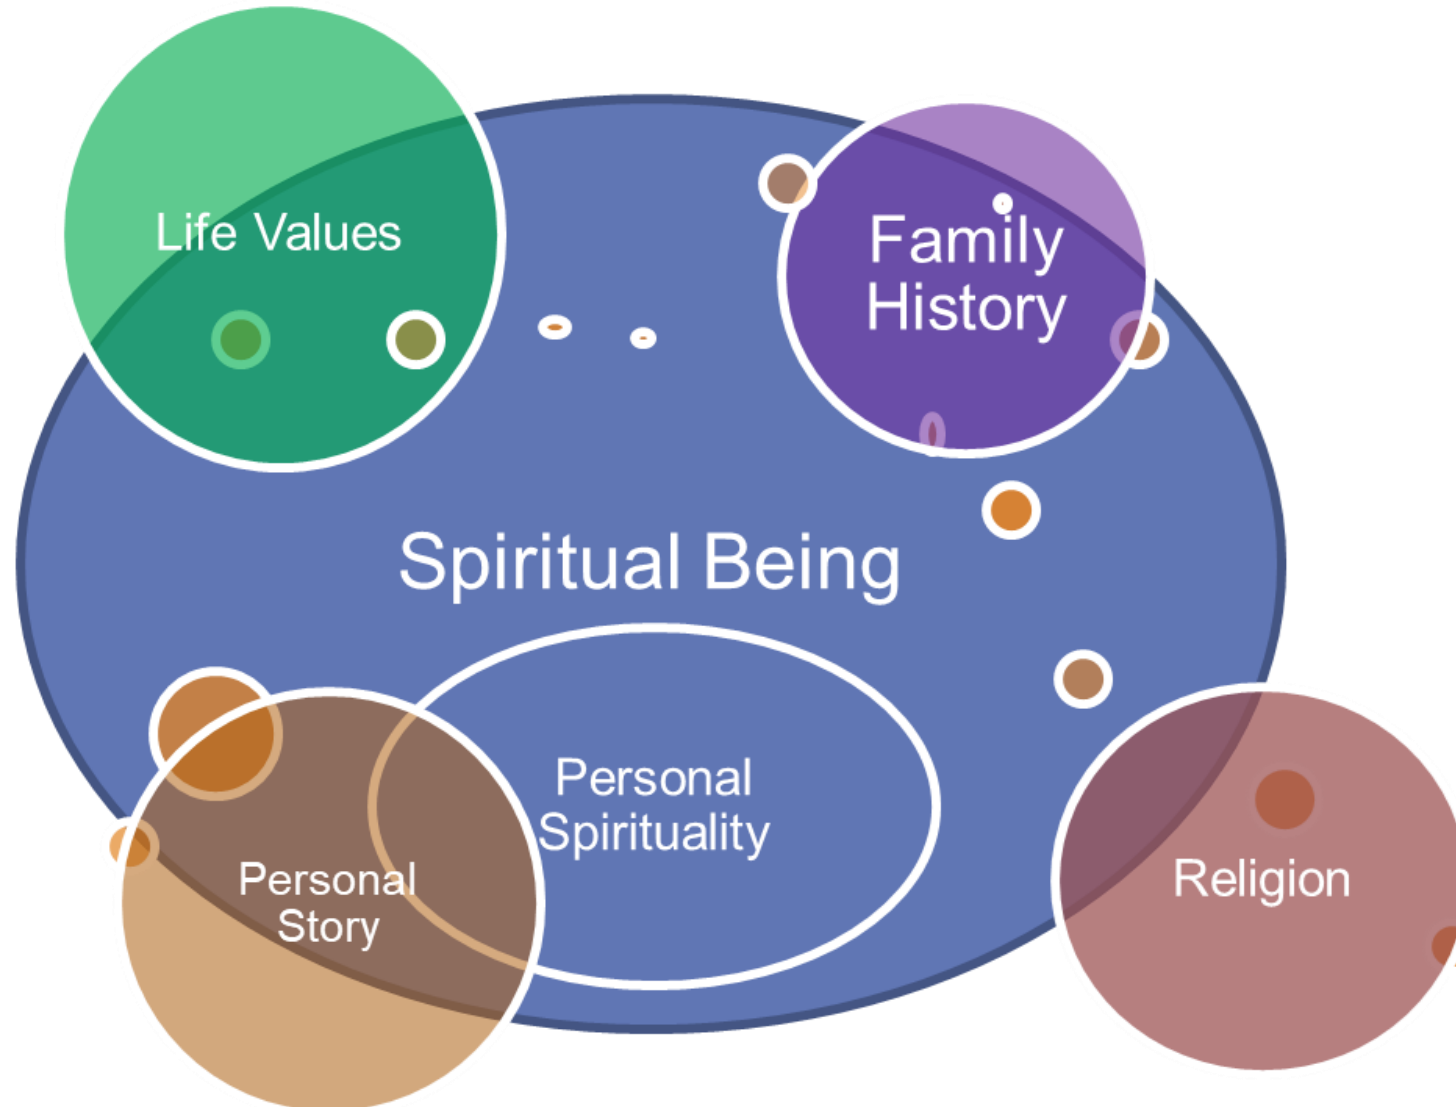 Life Values
Family
History
Spiritual Being
Personal
Spirituality
Personal
Story
Religion